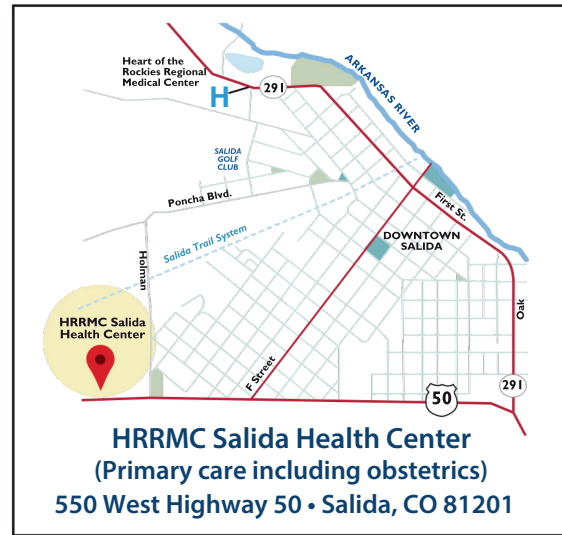 Heart of the
Rockies Regional
Medical Center
H
291
ARKANSAS RIVER
SALIDA
GOLF
CLUB
Poncha Blvd.
First St.
Salida Trail System
DOWNTOWN
SALIDA
Holman
HRRMC Salida
Health Center
Oak
F Street
291
50
HRRMC Salida Health Center
(Primary care including obstetrics)
550 West Highway 50 • Salida, CO 81201